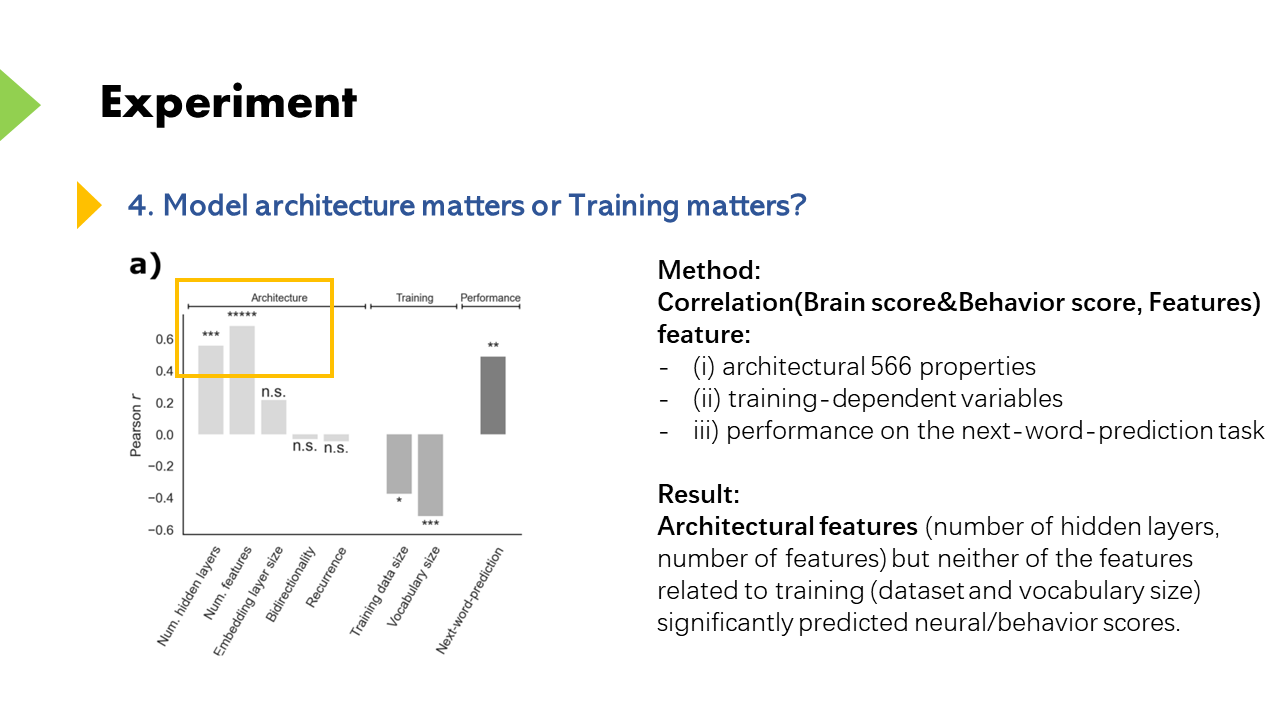 Experiment
4. Model architecture matters or Training matters?
a)
Architecture
Training
Performance
***
*****
n.s.
n.s.
n.s.
*
***
**
0.6
0.4
0.2
0.0
−0.2
−0.4
−0.6
Pearson r
Num. hidden layers
Num. features
Embedding layer size
Bidirectionality
Recurrence
Training data size
Vocabulary size
Next-word-prediction
Method:
Correlation(Brain score&Behavior score, Features)
feature:
- (i) architectural 566 properties
- (ii) training-dependent variables
- iii) performance on the next-word-prediction task
Result:
Architectural features (number of hidden layers,
number of features) but neither of the features
related to training (dataset and vocabulary size)
significantly predicted neural/behavior scores.